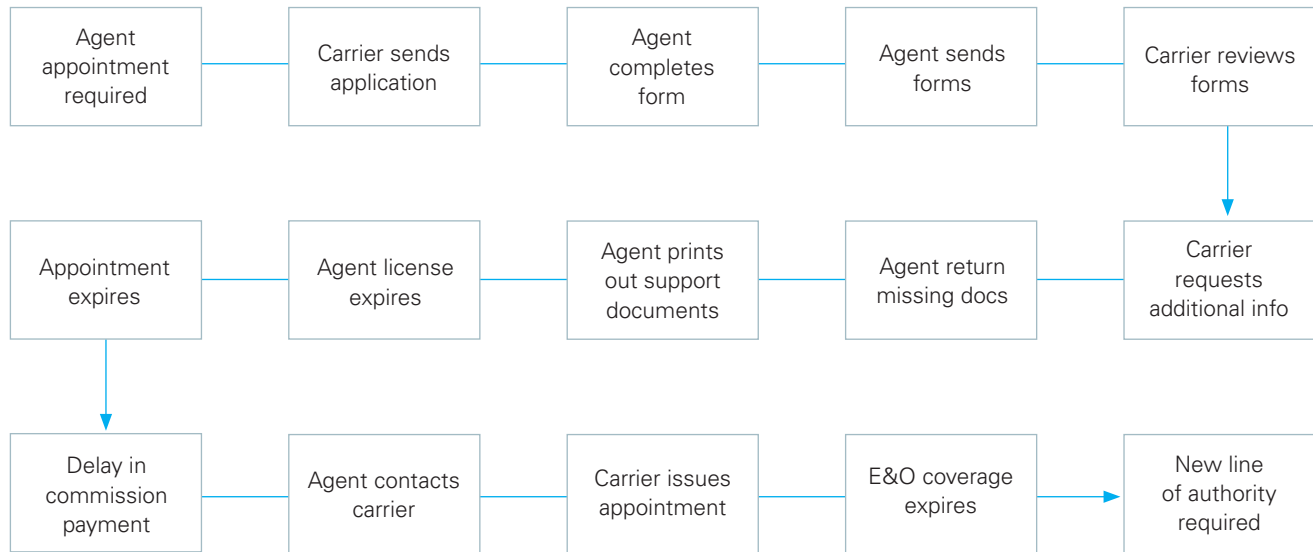 Agent
appointment
required
Carrier sends
application
Agent
completes
form
Agent sends
forms
Carrier reviews
forms
Appointment
expires
Agent license
expires
Agent prints
out support
documents
Agent return
missing docs
Carrier
requests
additional info
Delay in
commission
payment
Agent contacts
carrier
Carrier issues
appointment
E&O coverage
expires
New line
of authority
required